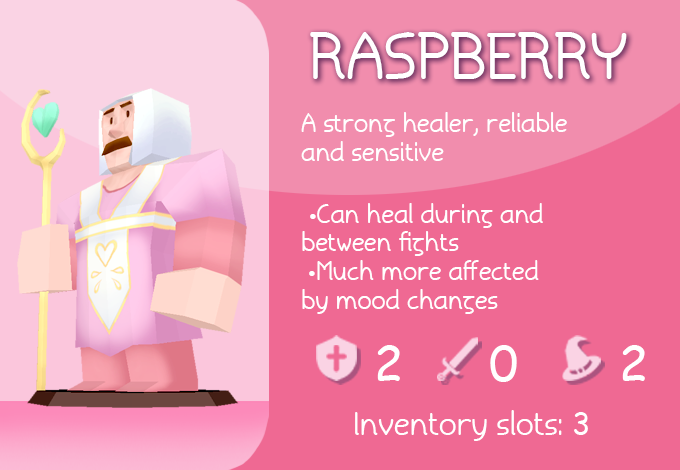 RASPBERRY
A strong healer, reliable
and sensitive
•Can heal during and
between fights
•Much more affected
by mood changes
2 0 2
Inventory slots: 3